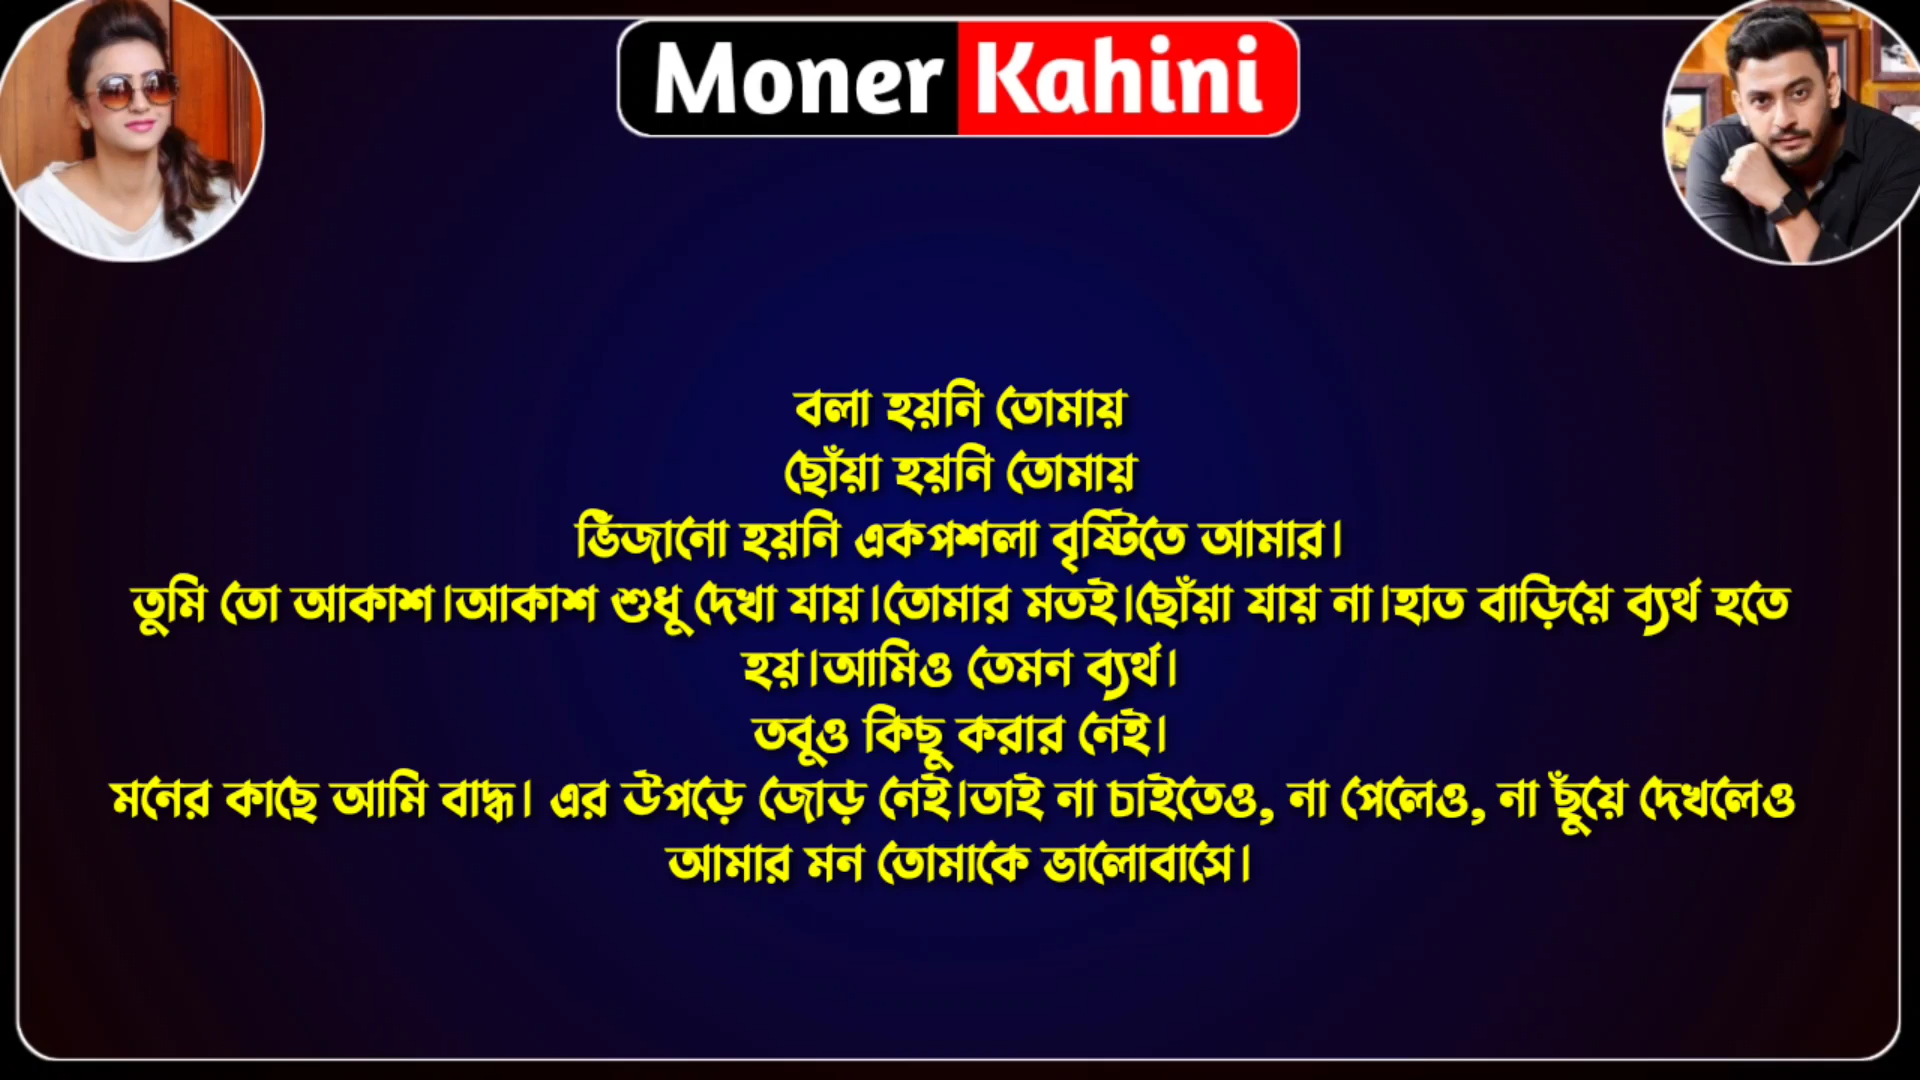 Moner Kahini
বলা হয়নি তোমায়
ছোঁয়া হয়নি তোমায়
ভিঁজানো হয়নি একপশলা বৃষ্টিতে আমার।
তুমি তো আকাশ।আকাশ শুধু দেখা যায়।তোমার মতই।ছোঁয়া যায় না।হাত বাড়িয়ে ব্যর্থ হতে
হয়।আমিও তেমন ব্যর্থ।
তবুও কিছু করার নেই।
মনের কাছে আমি বাদ্ধ। এর উপড়ে জোড় নেই।তাই না চাইতেও, না পেলেও, না ছুঁয়ে দেখলেও
আমার মন তোমাকে ভালোবাসে।